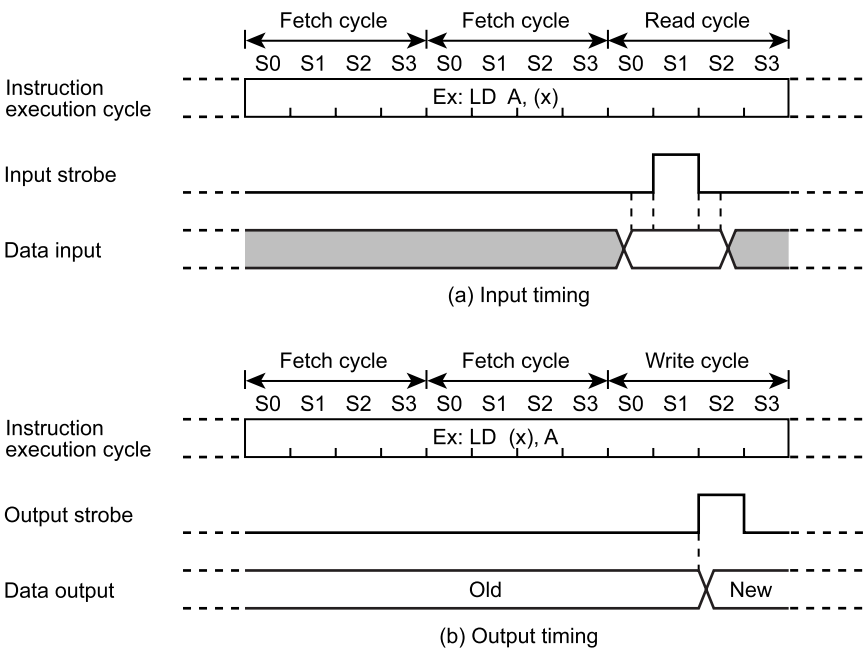 Fetch cycle Fetch cycle Read cycle
S0 S1 S2 S3 S0 S1 S2 S3 S0 S1 S2 S3
Instruction
execution cycle
Ex: LD A, (x)
Input strobe
Data input
(a) Input timing
Fetch cycle Fetch cycle Write cycle
S0 S1 S2 S3 S0 S1 S2 S3 S0 S1 S2 S3
Instruction
execution cycle
Ex: LD (x), A
Output strobe
Data output
Old New
(b) Output timing